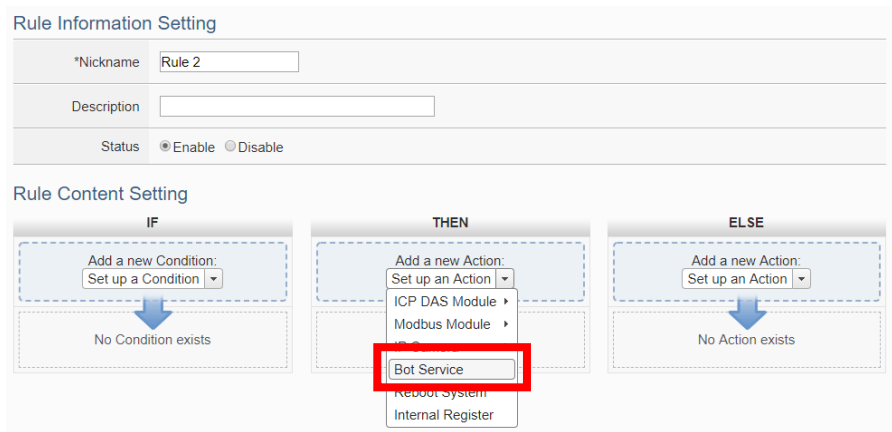 Rule Information Setting
*Nickname Rule 2
Description
Status Enable Disable
Rule Content Setting
IF THEN ELSE
Add a new Condition: Add a new Action: Add a new Action:
Set up a Condition Set up an Action Set up an Action
ICP DAS Module
Modbus Module
No Condition exists No Action exists
IP Camera
Bot Service
Reboot System
Internal Register